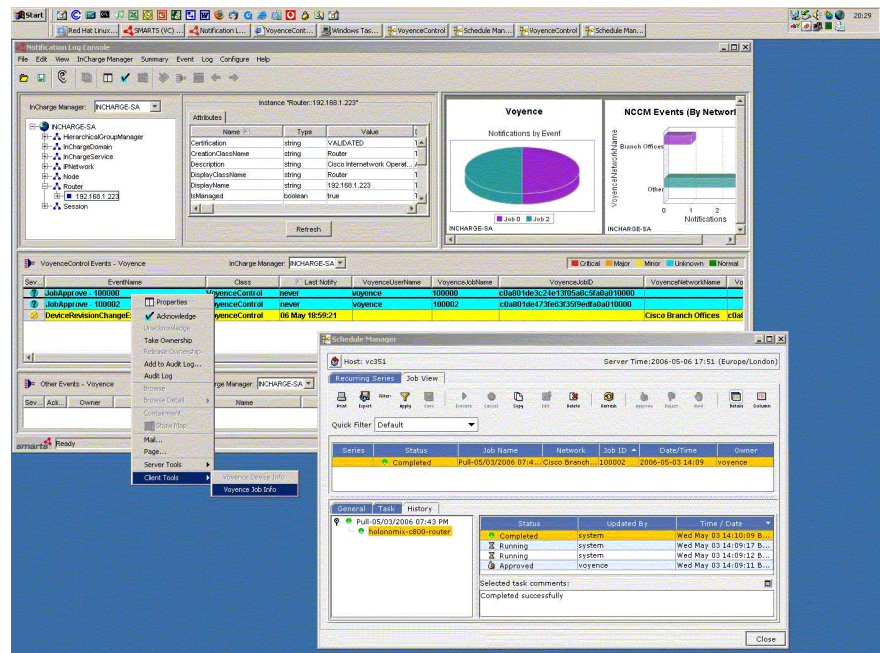 Start
20:29
Red Hat Linux... SMARTS (VC) ... Notification L... VoyenceCont... Windows Tas... VoyenceControl Schedule Man... VoyenceControl Schedule Man...
Notification Log Console
File Edit View InCharge Manager Summary Event Log Configure Help
InCharge Manager: INCHARGE-SA
INCHARGE-SA
HierarchicalGroupManager
InChargeDomain
InChargeService
IPNetwork
Node
Router
192.168.1.223
Session
Instance "Router::192.168.1.223"
Attributes
Name Type Value
Certification string VALIDATED
CreationClassName string Router
Description string Cisco Internetwork Operat...
DisplayClassName string Router
DisplayName string 192.168.1.223
IsManaged boolean true
Refresh
Voyence
Notifications by Event
Job 0 Job 2
INCHARGE-SA
NCCM Events (By Networ
VoyenceNetworkName
Branch Offices
Other
0 1 2
Notifications
INCHARGE-SA
VoyenceControl Events - Voyence InCharge Manager: INCHARGE-SA Critical Major Minor Unknown Normal
Sev... EventName Class Last Notify VoyenceUserName VoyenceJobName VoyenceJobID VoyenceNetworkName Vo
JobApprove - 100000 VoyenceControl never voyence 100000 c0a801de3c24e13f05a0c5fa0a010000
JobApprove - 100002 VoyenceControl never voyence 100002 c0a801de473fe63f35f9edfa0a010000
DeviceRevisionChangeE VoyenceControl 06 May 18:59:21 Cisco Branch Offices c0a8
Properties
Acknowledge
Unacknowledge
Take Ownership
Release Ownership
Add to Audit Log...
Audit Log
Browse
Browse Detail
Containment
Show Map
Mail...
Page...
Server Tools
Client Tools
Voyence Device Info
Voyence Job Info
Other Events - Voyence rge Manager: INCHARGE-SA
Sev... Ack... Owner Name
smarts Ready
Schedule Manager
Host: vc351 Server Time:2006-05-06 17:51 (Europe/London)
Recurring Series Job View
Print Export Filter: Apply Save Execute Cancel Copy Edit Delete Refresh Approve Reject Hold Details Column
Quick Filter Default
Series Status Job Name Network Job ID Date/Time Owner
Completed Pull-05/03/2006 07:4... Cisco Branch... 100002 2006-05-03 14:09 voyence
General Task History
Pull-05/03/2006 07:43 PM
holonomix-c800-router
Status Updated By Time / Date
Completed system Wed May 03 14:10:09 B...
Running system Wed May 03 14:09:17 B...
Running system Wed May 03 14:09:12 B...
Approved voyence Wed May 03 14:09:11 B...
Selected task comments:
Completed successfully
Close